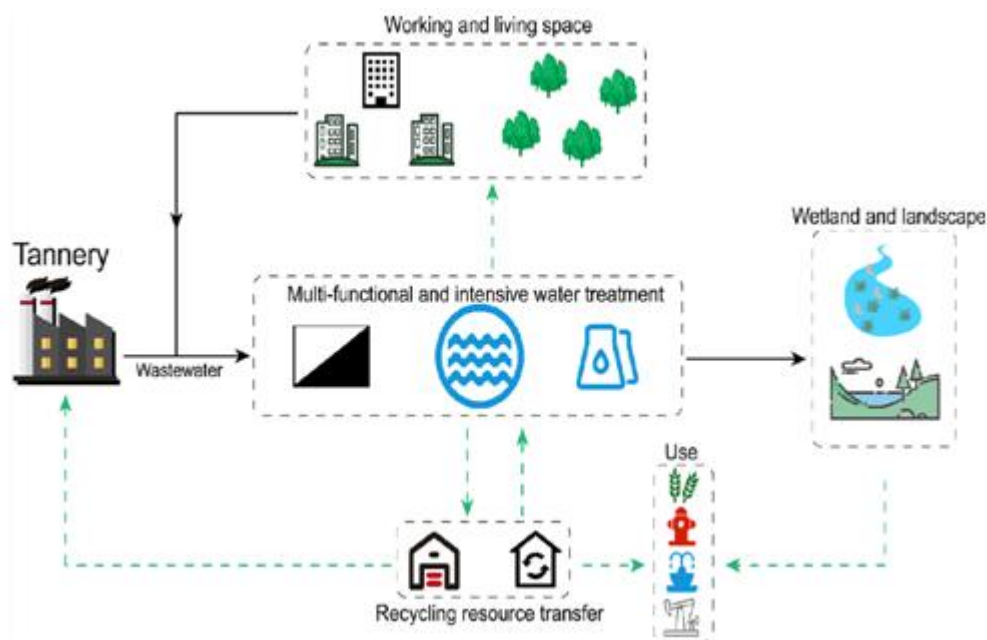 Working and living space
Wetland and landscape
Tannery
Multi-functional and intensive water treatment
Wastewater
Use
Recycling resource transfer